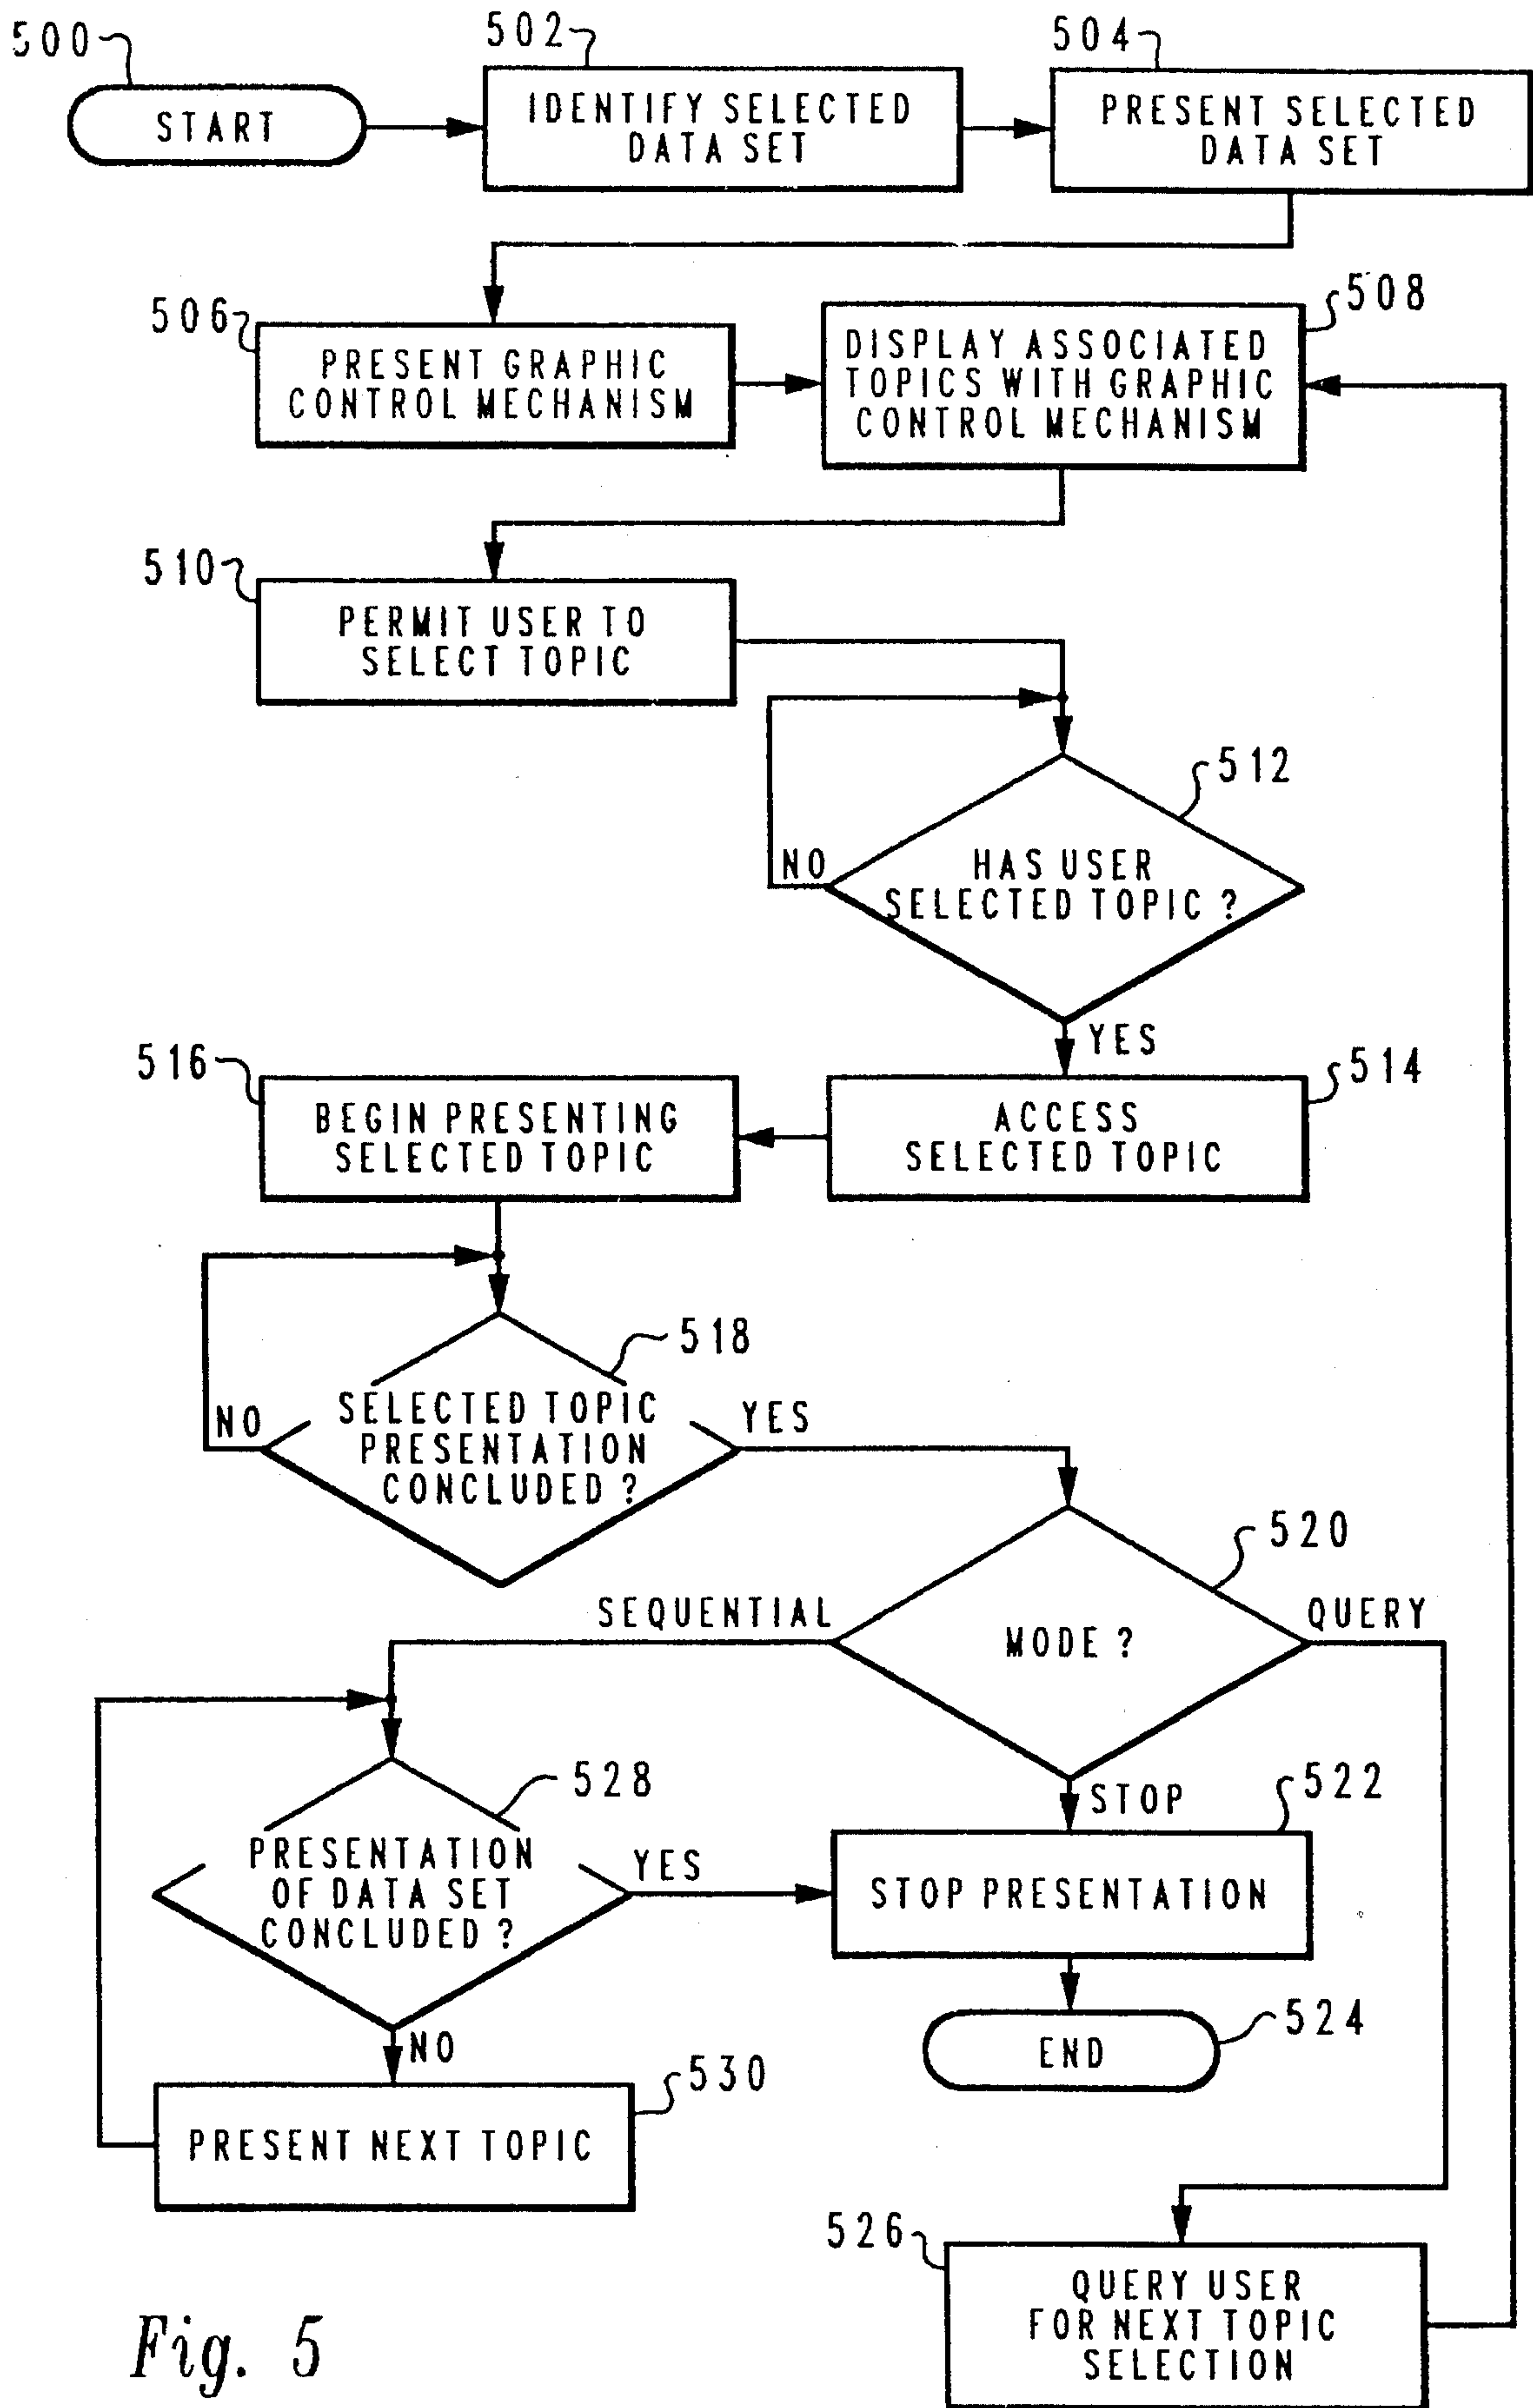 500
502
504
START
IDENTIFY SELECTED
DATA SET
PRESENT SELECTED
DATA SET
506
508
PRESENT GRAPHIC
CONTROL MECHANISM
DISPLAY ASSOCIATED
TOPICS WITH GRAPHIC
CONTROL MECHANISM
510
PERMIT USER TO
SELECT TOPIC
512
NO
HAS USER
SELECTED TOPIC ?
YES
516
514
BEGIN PRESENTING
SELECTED TOPIC
ACCESS
SELECTED TOPIC
518
NO
SELECTED TOPIC
PRESENTATION
CONCLUDED ?
YES
520
SEQUENTIAL
MODE ?
QUERY
528
STOP
522
PRESENTATION
OF DATA SET
CONCLUDED ?
YES
STOP PRESENTATION
NO
END
524
530
PRESENT NEXT TOPIC
526
QUERY USER
FOR NEXT TOPIC
SELECTION
Fig. 5